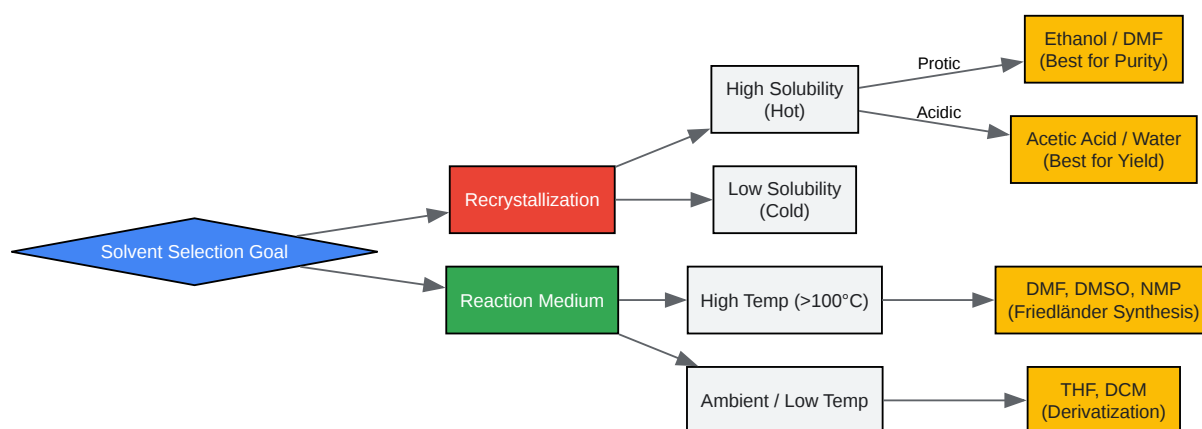 Solvent Selection Goal
Recrystallization
Reaction Medium
High Solubility
(Hot)
Low Solubility
(Cold)
High Temp (>100°C)
Ambient / Low Temp
Protic
Acidic
Ethanol / DMF
(Best for Purity)
Acetic Acid / Water
(Best for Yield)
DMF, DMSO, NMP
(Friedländer Synthesis)
THF, DCM
(Derivatization)